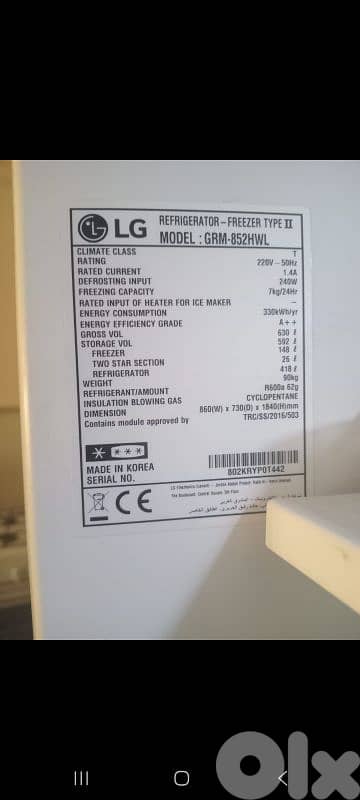 LG
REFRIGERATOR-FREEZER TYPE II
MODEL : GRM-852HWL
CLIMATE CLASS T
RATING 220V~50Hz
RATED CURRENT 1.4A
DEFROSTING INPUT 240W
FREEZING CAPACITY 7kg/24Hr
RATED INPUT OF HEATER FOR ICE MAKER –
ENERGY CONSUMPTION 330kWh/yr
ENERGY EFFICIENCY GRADE A++
GROSS VOL 630 ℓ
STORAGE VOL 592 ℓ
FREEZER 148 ℓ
TWO STAR SECTION 26 ℓ
REFRIGERATOR 418 ℓ
WEIGHT 90kg
REFRIGERANT/AMOUNT R600a 62g
INSULATION BLOWING GAS CYCLOPENTANE
DIMENSION 860(W) x 730(D) x 1840(H)mm
Contains module approved by TRC/SS/2016/503
MADE IN KOREA
SERIAL NO. 802KRYP0T442
CE
olx